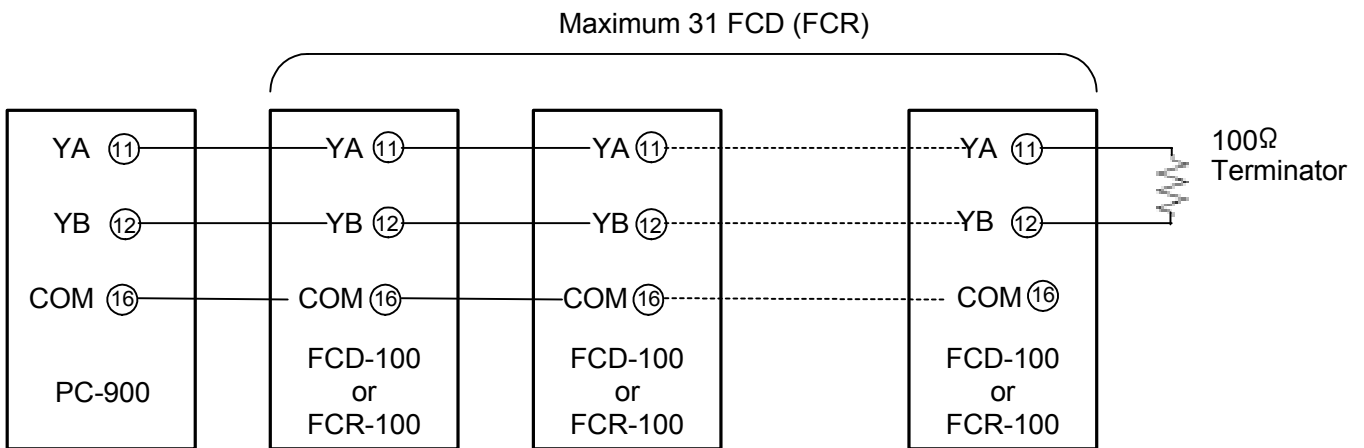 Maximum 31 FCD (FCR)
YA ⑪ YA ⑪ YA ⑪ YA ⑪
100Ω
Terminator
YB ⑫ YB ⑫ YB ⑫ YB ⑫
COM ⑯ COM ⑯ COM ⑯ COM ⑯
PC-900
FCD-100
or
FCR-100
FCD-100
or
FCR-100
FCD-100
or
FCR-100